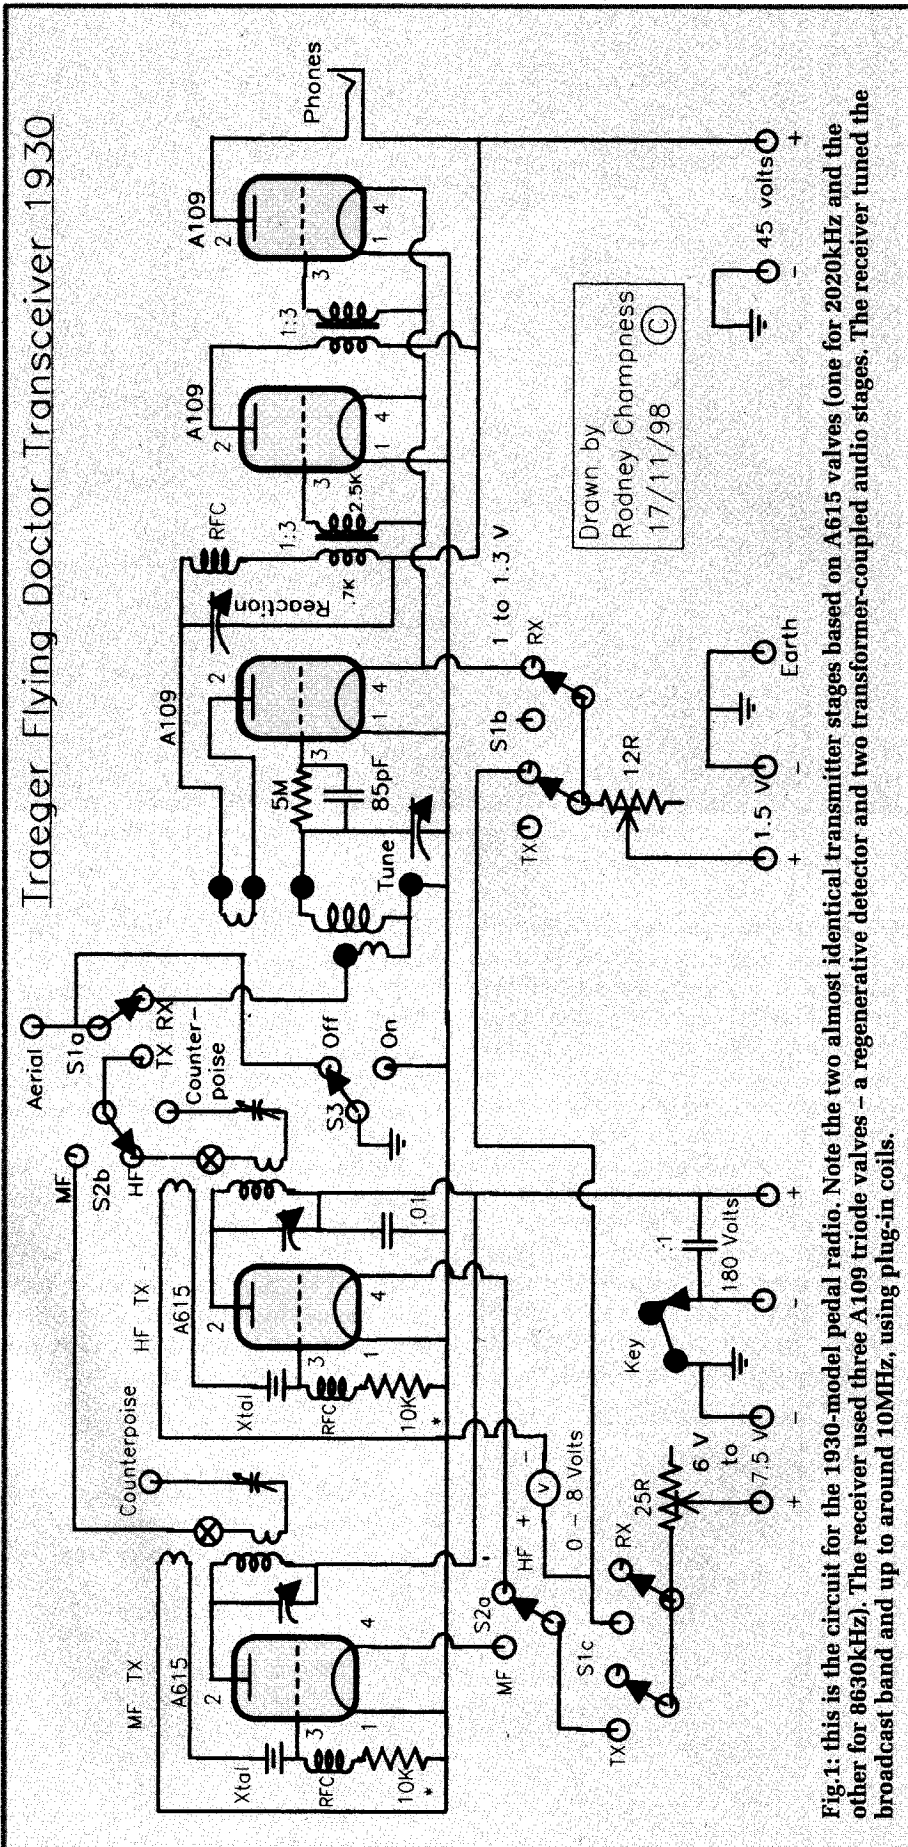 Traeger Flying Doctor Transceiver 1930
Aerial
S1a
RX
TX
MF
S2b
HF
Counter-
poise
Counterpoise
MF TX
A615
2
3
4
1
Xtal
RFC
10K
*
HF TX
A615
2
3
4
1
Xtal
RFC
10K
*
.01
S3
Off
On
A109
2
3
4
1
5M
85pF
Tune
Reaction
RFC
1:3
.7K
2.5K
A109
2
3
4
1
1:3
A109
2
3
4
1
Phones
S2a
HF
MF
+
-
V
0 - 8 Volts
S1c
TX
RX
25R
6 V
to
7.5 V
+
-
Key
.1
180 Volts
-
+
TX
S1b
RX
1 to 1.3 V
12R
+
1.5 V
-
Earth
Drawn by
Rodney Champness
17/11/98 ©
-
45 volts
+
Fig.1: this is the circuit for the 1930-model pedal radio. Note the two almost identical transmitter stages based on A615 valves (one for 2020kHz and the
other for 8630kHz). The receiver used three A109 triode valves – a regenerative detector and two transformer-coupled audio stages. The receiver tuned the
broadcast band and up to around 10MHz, using plug-in coils.